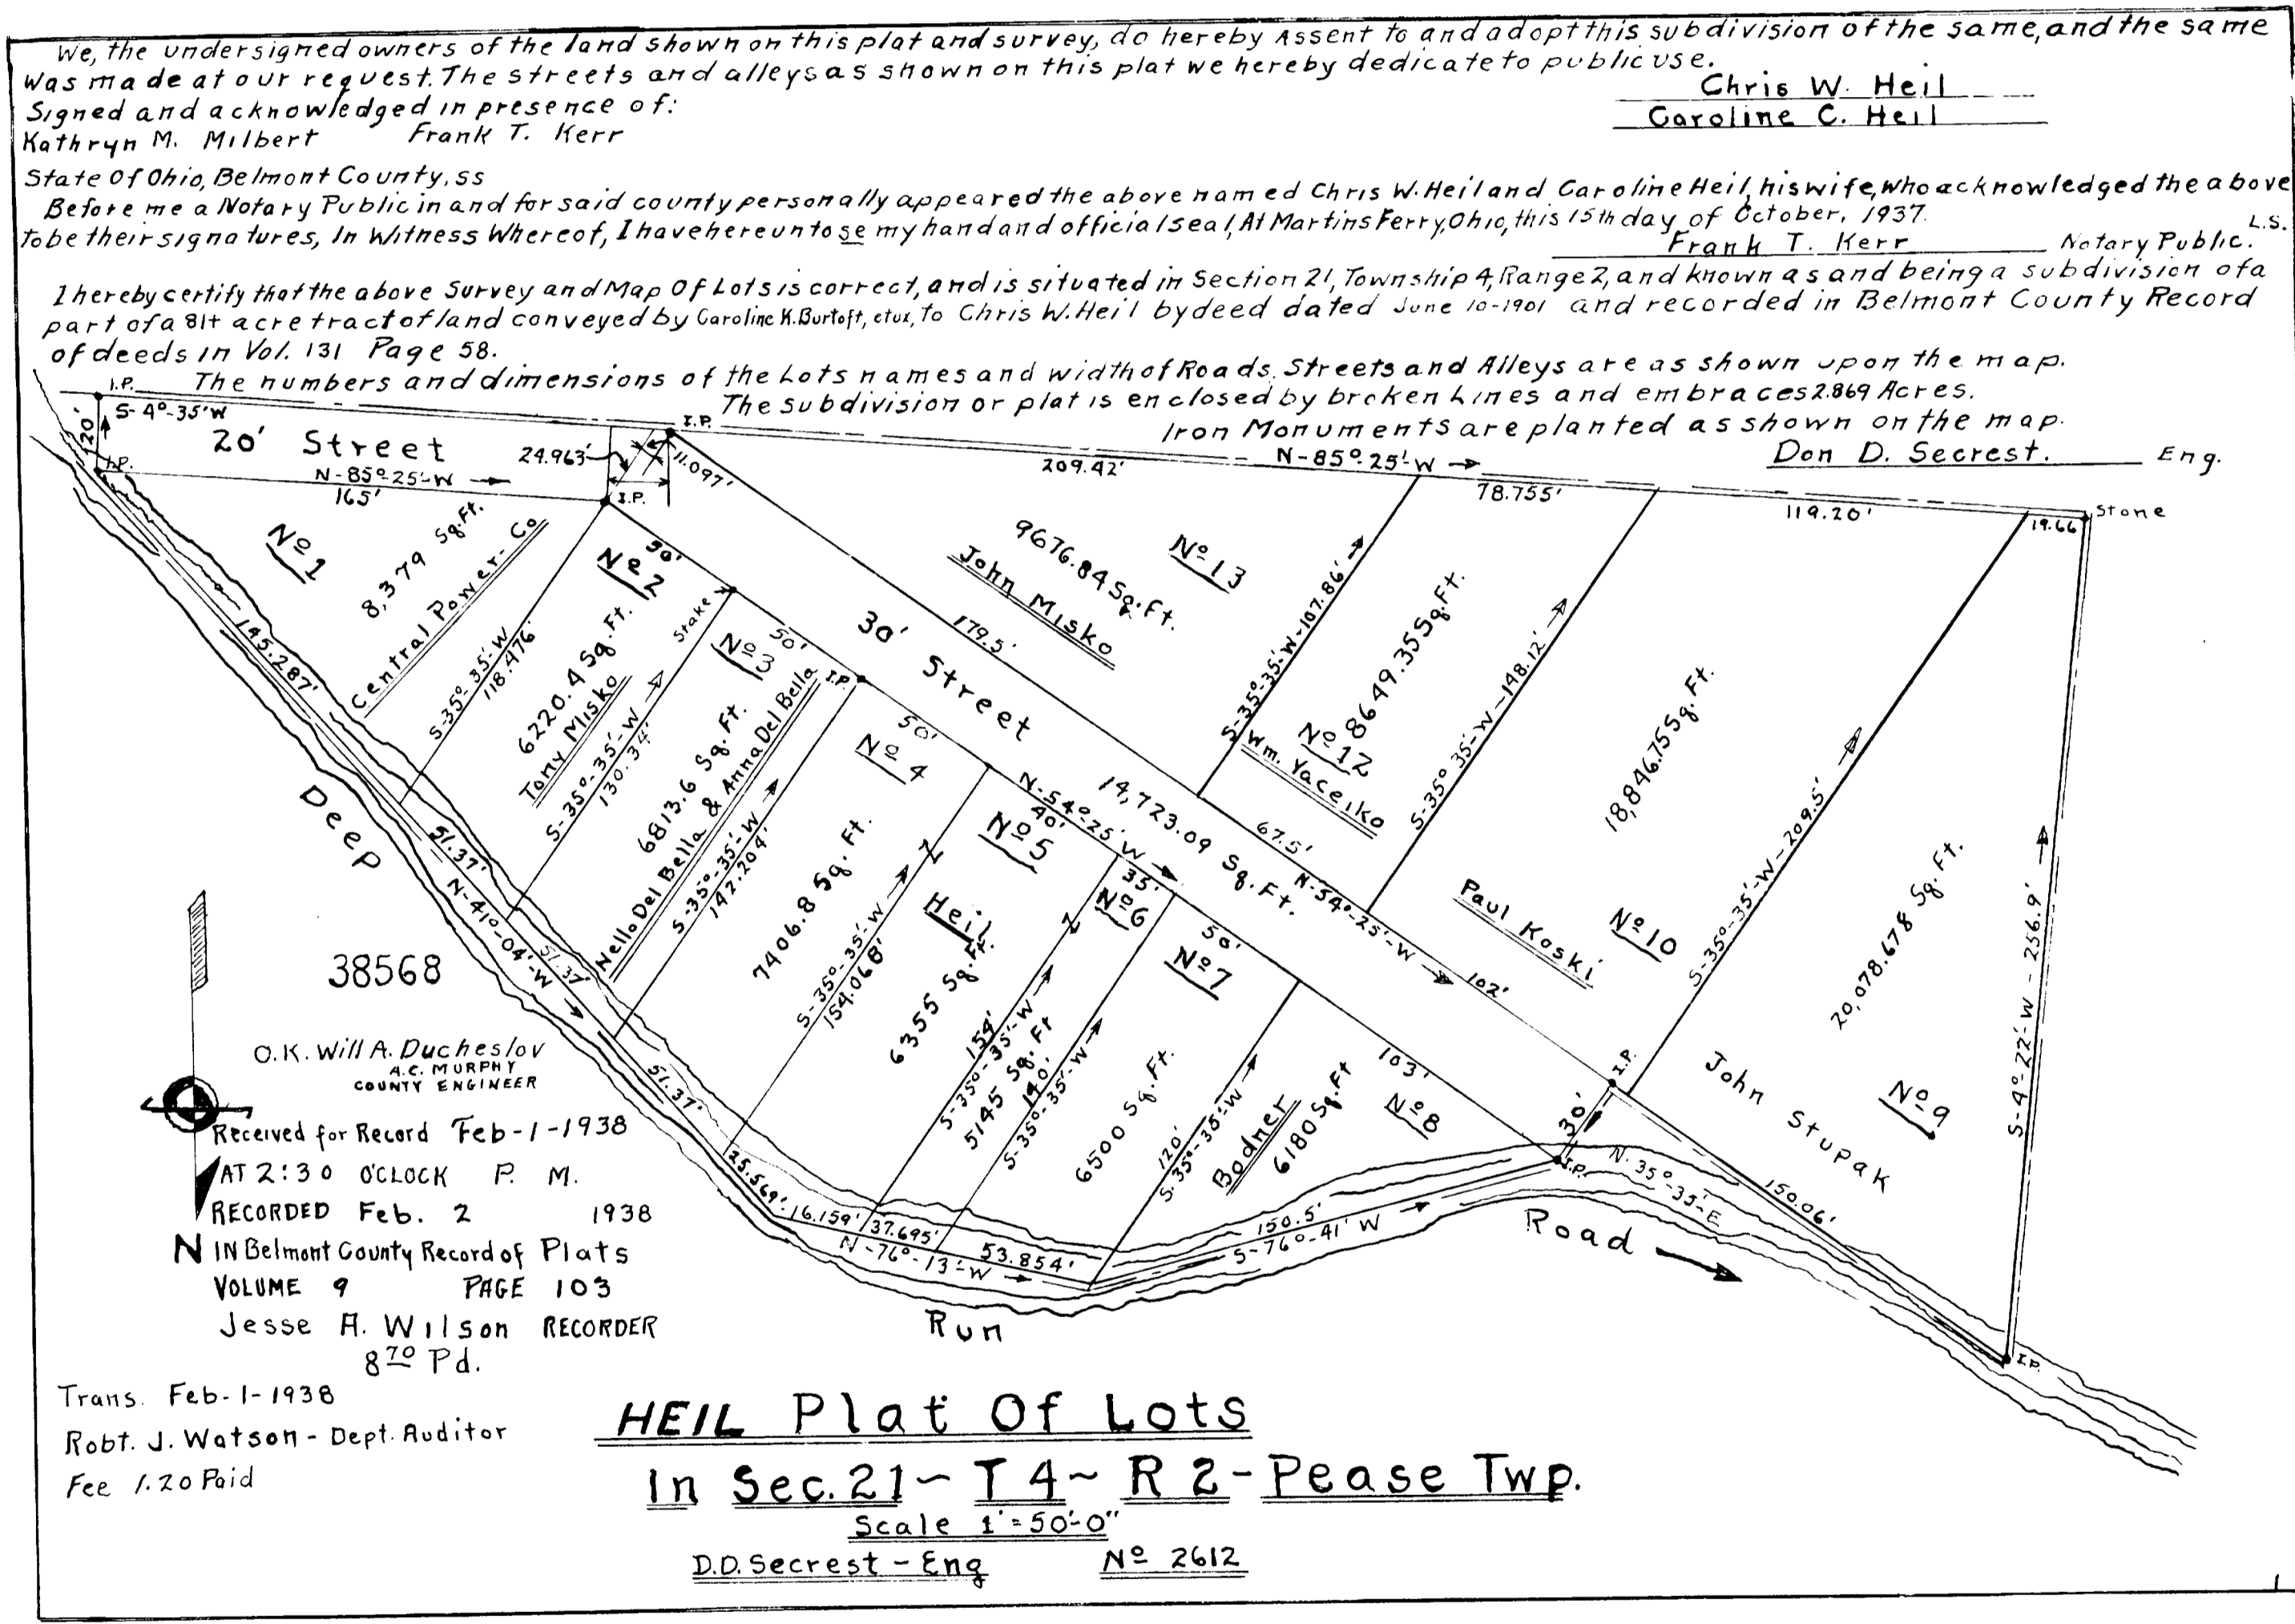 We, the undersigned owners of the land shown on this plat and survey, do hereby Assent to and adopt this subdivision of the same, and the same
was made at our request. The streets and alleys as shown on this plat we hereby dedicate to public use.
Chris W. Heil
Signed and acknowledged in presence of:
Caroline C. Heil
Kathryn M. Milbert Frank T. Kerr
State Of Ohio, Belmont County, ss
Before me a Notary Public in and for said county personally appeared the above named Chris W. Heil and Caroline Heil, his wife, who acknowledged the above
to be their signatures, In Witness Whereof, I have hereunto se my hand and official seal, At Martins Ferry, Ohio, this 15th day of October, 1937.
L.S.
Frank T. Kerr Notary Public.
I hereby certify that the above Survey and Map Of Lots is correct, and is situated in Section 21, Township 4, Range 2, and known as and being a subdivision of a
part of a 81+ acre tract of land conveyed by Caroline K. Burtoft, etux, To Chris W. Heil by deed dated June 10-1901 and recorded in Belmont County Record
of deeds in Vol. 131 Page 58.
The numbers and dimensions of the Lots names and width of Roads, Streets and Alleys are as shown upon the map.
The subdivision or plat is enclosed by broken Lines and embraces 2.869 Acres.
Iron Monuments are planted as shown on the map.
Don D. Secrest. Eng.
I.P.
S-4°-35'W
120'
I.P.
20' Street
N-85°-25'-W
165'
24.963'
I.P.
11.097'
I.P.
209.42'
N-85°-25'-W
78.755'
119.20'
19.66
Stone
No 1
8,379 Sq.Ft.
Central Power-Co
145.287'
S-35°-35'-W
118.476'
50'
No 2
6220.4 Sq. Ft.
Tony Misko
Stake
S-35°-35'-W
130.34'
51.37'
No 3
50'
6813.6 Sq. Ft.
Nello Del Bella & Anna Del Bella
I.P.
S-35°-35'-W
142.204'
51.37'
N-41°-04'-W
50'
No 4
7406.8 Sq. Ft.
S-35°-35'-W
154.068'
51.37'
30' Street
N-54°-25'W
14,723.09 Sq. Ft.
40'
No 5
Hei
6355 Sq. Ft.
154'
S-35°-35'-W
25.569'
16.159'
35'
No 6
5145 Sq. Ft
140'
S-35°-35'-W
37.695'
50'
No 7
6500 Sq. Ft.
120'
S-35°-35'-W
53.854'
N-76°-13'-W
103'
No 8
Bodner
6180 Sq. Ft
150.5'
S-76°-41' W
179.5'
No 13
9676.84 Sq. Ft.
John Misko
S-35°-35'-W-107.86'
No 12
8649.35 Sq. Ft.
Wm. Yaceiko
67.5'
S-35°35'-W-148.12'
18,846.75 Sq. Ft.
Paul Koski
No 10
N-54°-25'-W
102'
S-35°-35'-W-209.5'
20,078.678 Sq. Ft.
John Stupak
No 9
S-4°-22'-W-256.9'
I.P.
30'
I.P.
N. 35°-35'-E
150.06'
I.P.
Deep
Run
Road
38568
O.K. Will A. Ducheslov
A.C. MURPHY
COUNTY ENGINEER
Received for Record Feb-1-1938
AT 2:30 O'CLOCK P. M.
RECORDED Feb. 2 1938
N
IN Belmont County Record of Plats
VOLUME 9 PAGE 103
Jesse A. Wilson RECORDER
8 70 Pd.
Trans. Feb-1-1938
Robt. J. Watson - Dept. Auditor
Fee 1.20 Paid
HEIL Plat Of Lots
In Sec. 21 ~ T 4 ~ R 2 - Pease Twp.
Scale 1"=50'-0"
D.D. Secrest - Eng No 2612